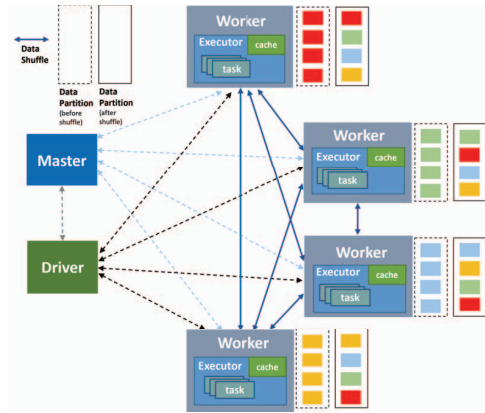 Data
Shuffle
Data
Partition
(before
shuffle)
Data
Partition
(after
shuffle)
Worker
Executor
cache
task
Master
Worker
Executor
cache
task
Driver
Worker
Executor
cache
task
Worker
Executor
cache
task